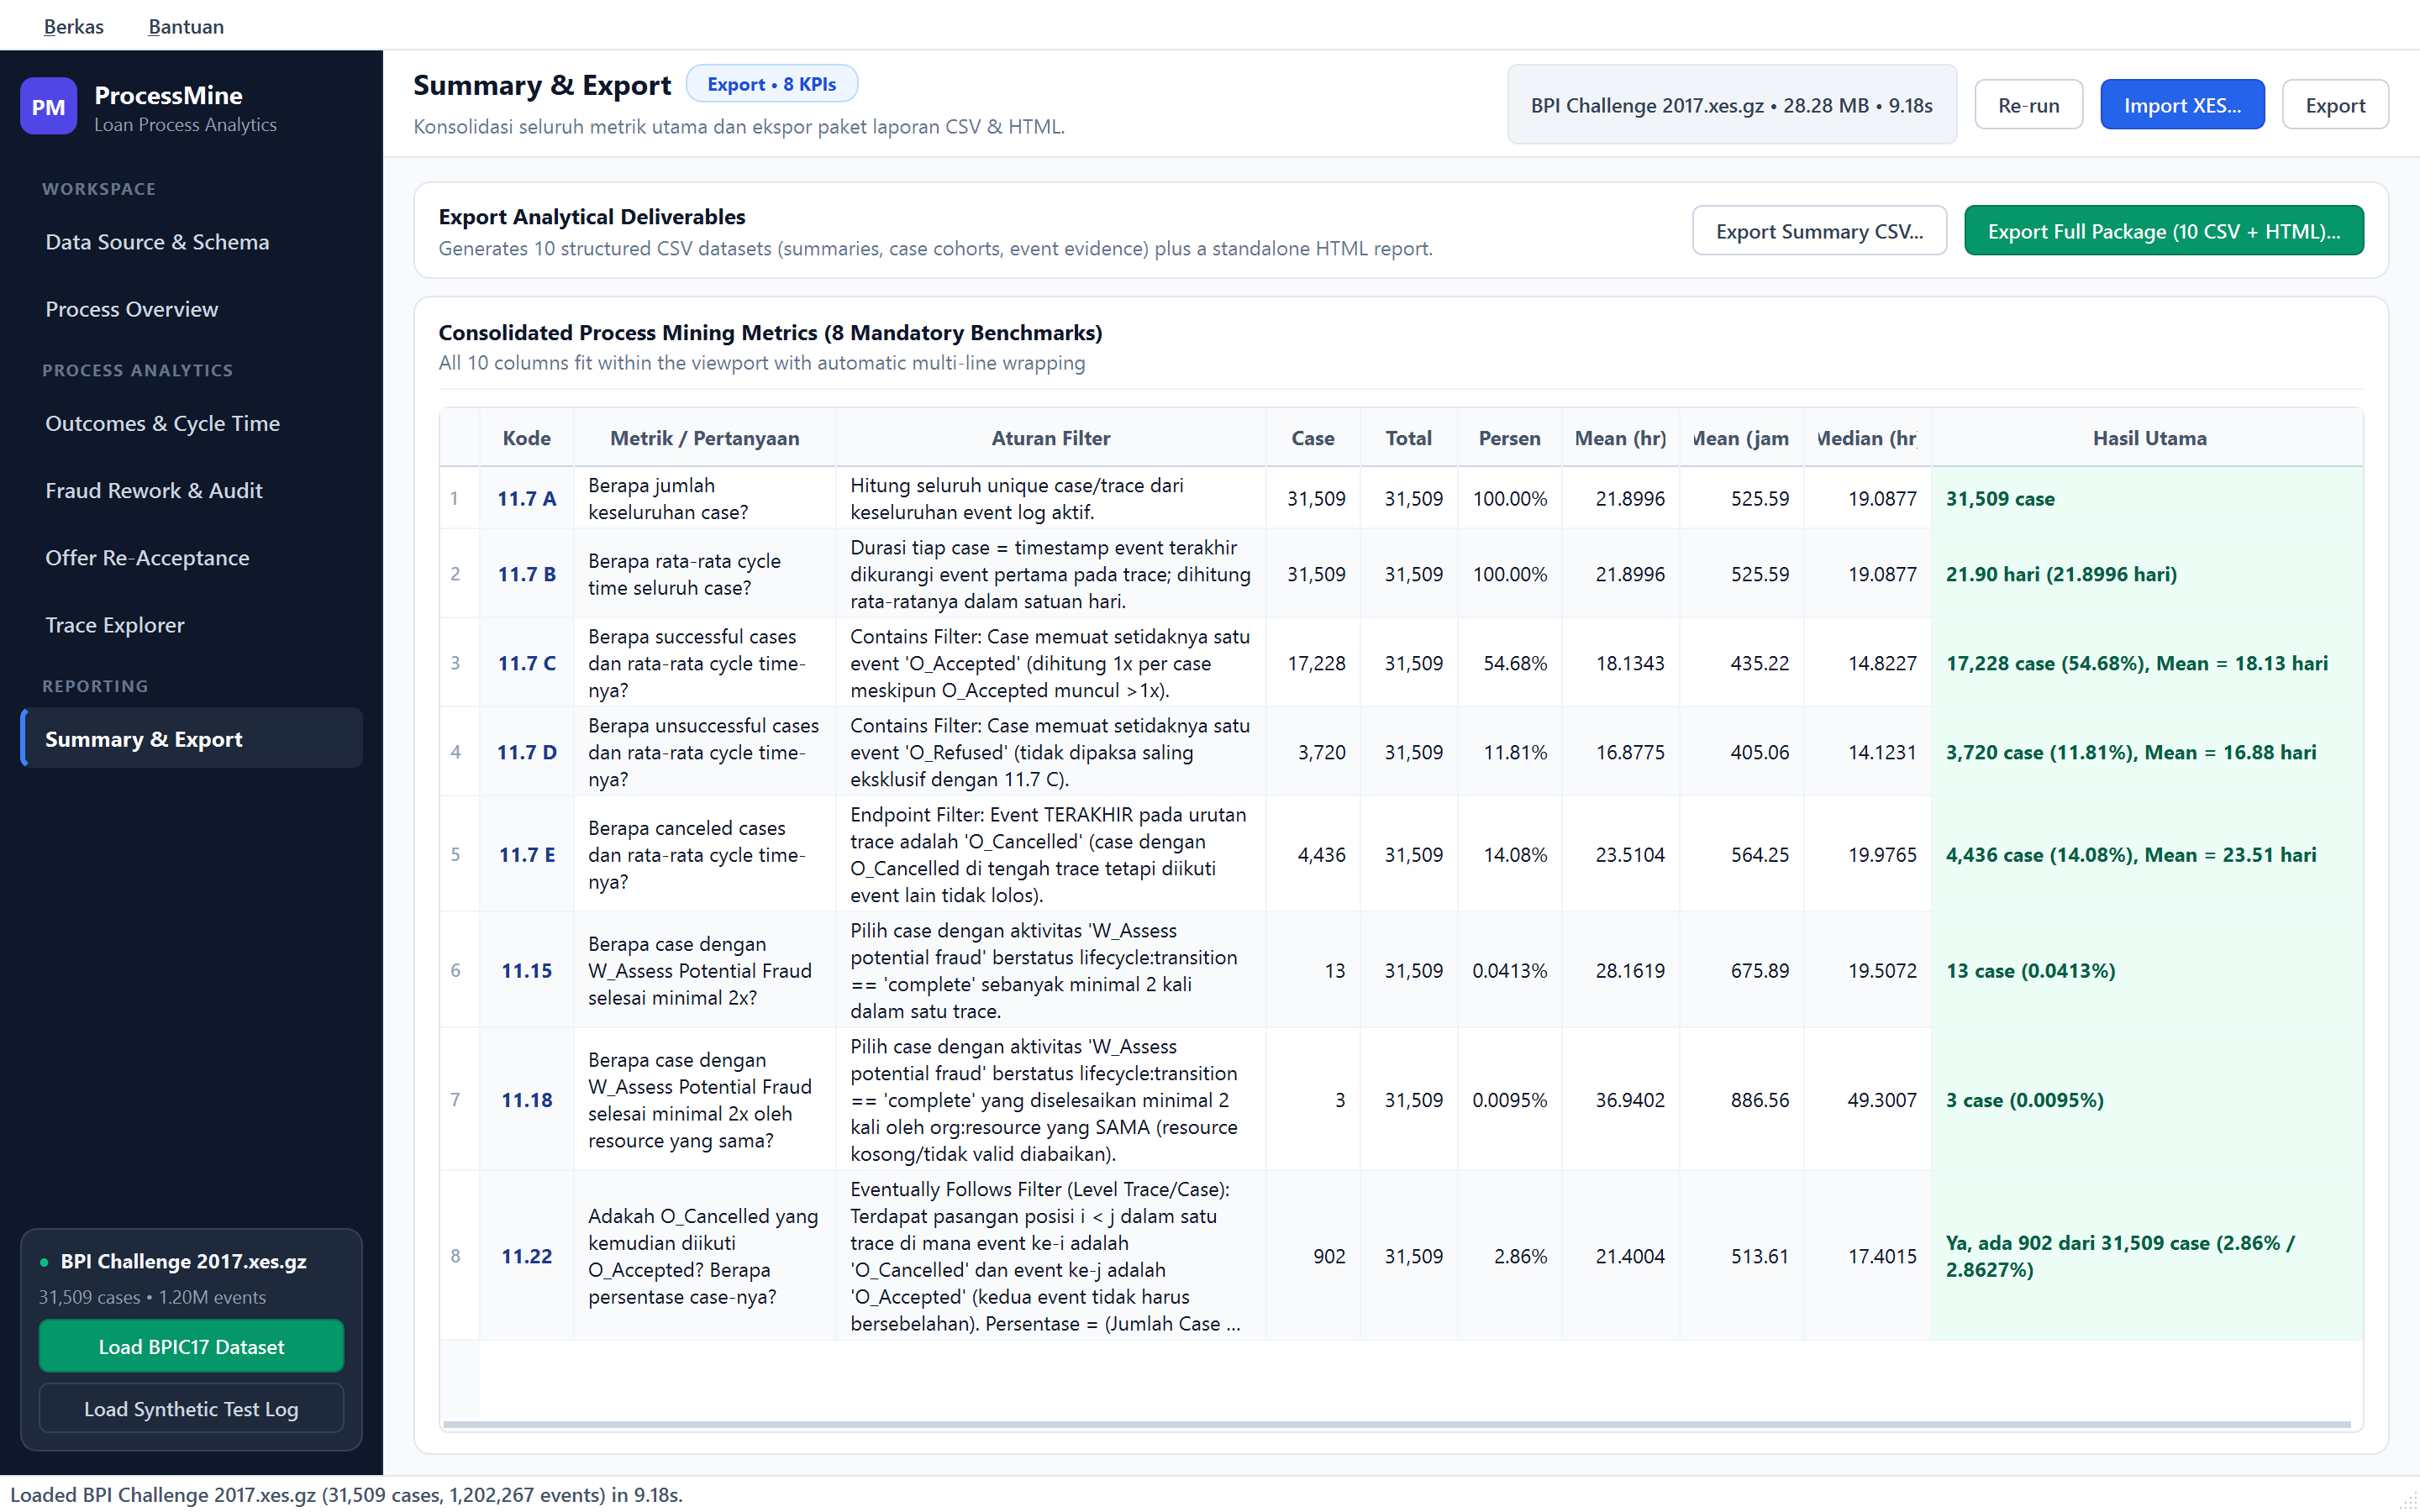 Berkas
Bantuan
PM
ProcessMine
Loan Process Analytics
WORKSPACE
Data Source & Schema
Process Overview
PROCESS ANALYTICS
Outcomes & Cycle Time
Fraud Rework & Audit
Offer Re-Acceptance
Trace Explorer
REPORTING
Summary & Export
BPI Challenge 2017.xes.gz
31,509 cases • 1.20M events
Load BPIC17 Dataset
Load Synthetic Test Log
Summary & Export
Export • 8 KPIs
Konsolidasi seluruh metrik utama dan ekspor paket laporan CSV & HTML.
BPI Challenge 2017.xes.gz • 28.28 MB • 9.18s
Re-run
Import XES...
Export
Export Analytical Deliverables
Generates 10 structured CSV datasets (summaries, case cohorts, event evidence) plus a standalone HTML report.
Export Summary CSV...
Export Full Package (10 CSV + HTML)...
Consolidated Process Mining Metrics (8 Mandatory Benchmarks)
All 10 columns fit within the viewport with automatic multi-line wrapping
Kode
Metrik / Pertanyaan
Aturan Filter
Case
Total
Persen
Mean (hr)
Mean (jam
Median (hr
Hasil Utama
1
11.7 A
Berapa jumlah
keseluruhan case?
Hitung seluruh unique case/trace dari
keseluruhan event log aktif.
31,509
31,509
100.00%
21.8996
525.59
19.0877
31,509 case
2
11.7 B
Berapa rata-rata cycle
time seluruh case?
Durasi tiap case = timestamp event terakhir
dikurangi event pertama pada trace; dihitung
rata-ratanya dalam satuan hari.
31,509
31,509
100.00%
21.8996
525.59
19.0877
21.90 hari (21.8996 hari)
3
11.7 C
Berapa successful cases
dan rata-rata cycle time-
nya?
Contains Filter: Case memuat setidaknya satu
event 'O_Accepted' (dihitung 1x per case
meskipun O_Accepted muncul >1x).
17,228
31,509
54.68%
18.1343
435.22
14.8227
17,228 case (54.68%), Mean = 18.13 hari
4
11.7 D
Berapa unsuccessful cases
dan rata-rata cycle time-
nya?
Contains Filter: Case memuat setidaknya satu
event 'O_Refused' (tidak dipaksa saling
eksklusif dengan 11.7 C).
3,720
31,509
11.81%
16.8775
405.06
14.1231
3,720 case (11.81%), Mean = 16.88 hari
5
11.7 E
Berapa canceled cases
dan rata-rata cycle time-
nya?
Endpoint Filter: Event TERAKHIR pada urutan
trace adalah 'O_Cancelled' (case dengan
O_Cancelled di tengah trace tetapi diikuti
event lain tidak lolos).
4,436
31,509
14.08%
23.5104
564.25
19.9765
4,436 case (14.08%), Mean = 23.51 hari
6
11.15
Berapa case dengan
W_Assess Potential Fraud
selesai minimal 2x?
Pilih case dengan aktivitas 'W_Assess
potential fraud' berstatus lifecycle:transition
== 'complete' sebanyak minimal 2 kali
dalam satu trace.
13
31,509
0.0413%
28.1619
675.89
19.5072
13 case (0.0413%)
7
11.18
Berapa case dengan
W_Assess Potential Fraud
selesai minimal 2x oleh
resource yang sama?
Pilih case dengan aktivitas 'W_Assess
potential fraud' berstatus lifecycle:transition
== 'complete' yang diselesaikan minimal 2
kali oleh org:resource yang SAMA (resource
kosong/tidak valid diabaikan).
3
31,509
0.0095%
36.9402
886.56
49.3007
3 case (0.0095%)
8
11.22
Adakah O_Cancelled yang
kemudian diikuti
O_Accepted? Berapa
persentase case-nya?
Eventually Follows Filter (Level Trace/Case):
Terdapat pasangan posisi i < j dalam satu
trace di mana event ke-i adalah
'O_Cancelled' dan event ke-j adalah
'O_Accepted' (kedua event tidak harus
bersebelahan). Persentase = (Jumlah Case ...
902
31,509
2.86%
21.4004
513.61
17.4015
Ya, ada 902 dari 31,509 case (2.86% /
2.8627%)
Loaded BPI Challenge 2017.xes.gz (31,509 cases, 1,202,267 events) in 9.18s.